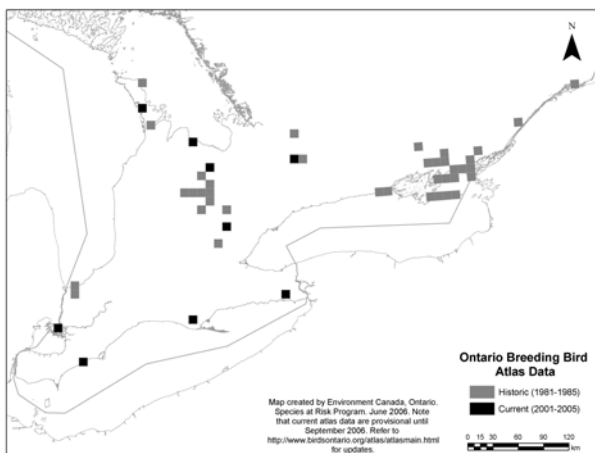 N
Ontario Breeding Bird
Atlas Data
Historic (1981-1985)
Current (2001-2005)
Map created by Environment Canada, Ontario.
Species at Risk Program. June 2006. Note
that current atlas data are provisional until
September 2006. Refer to
http://www.birdsontario.org/atlas/atlasmain.html
for updates.
0 15 30 60 90 120
km